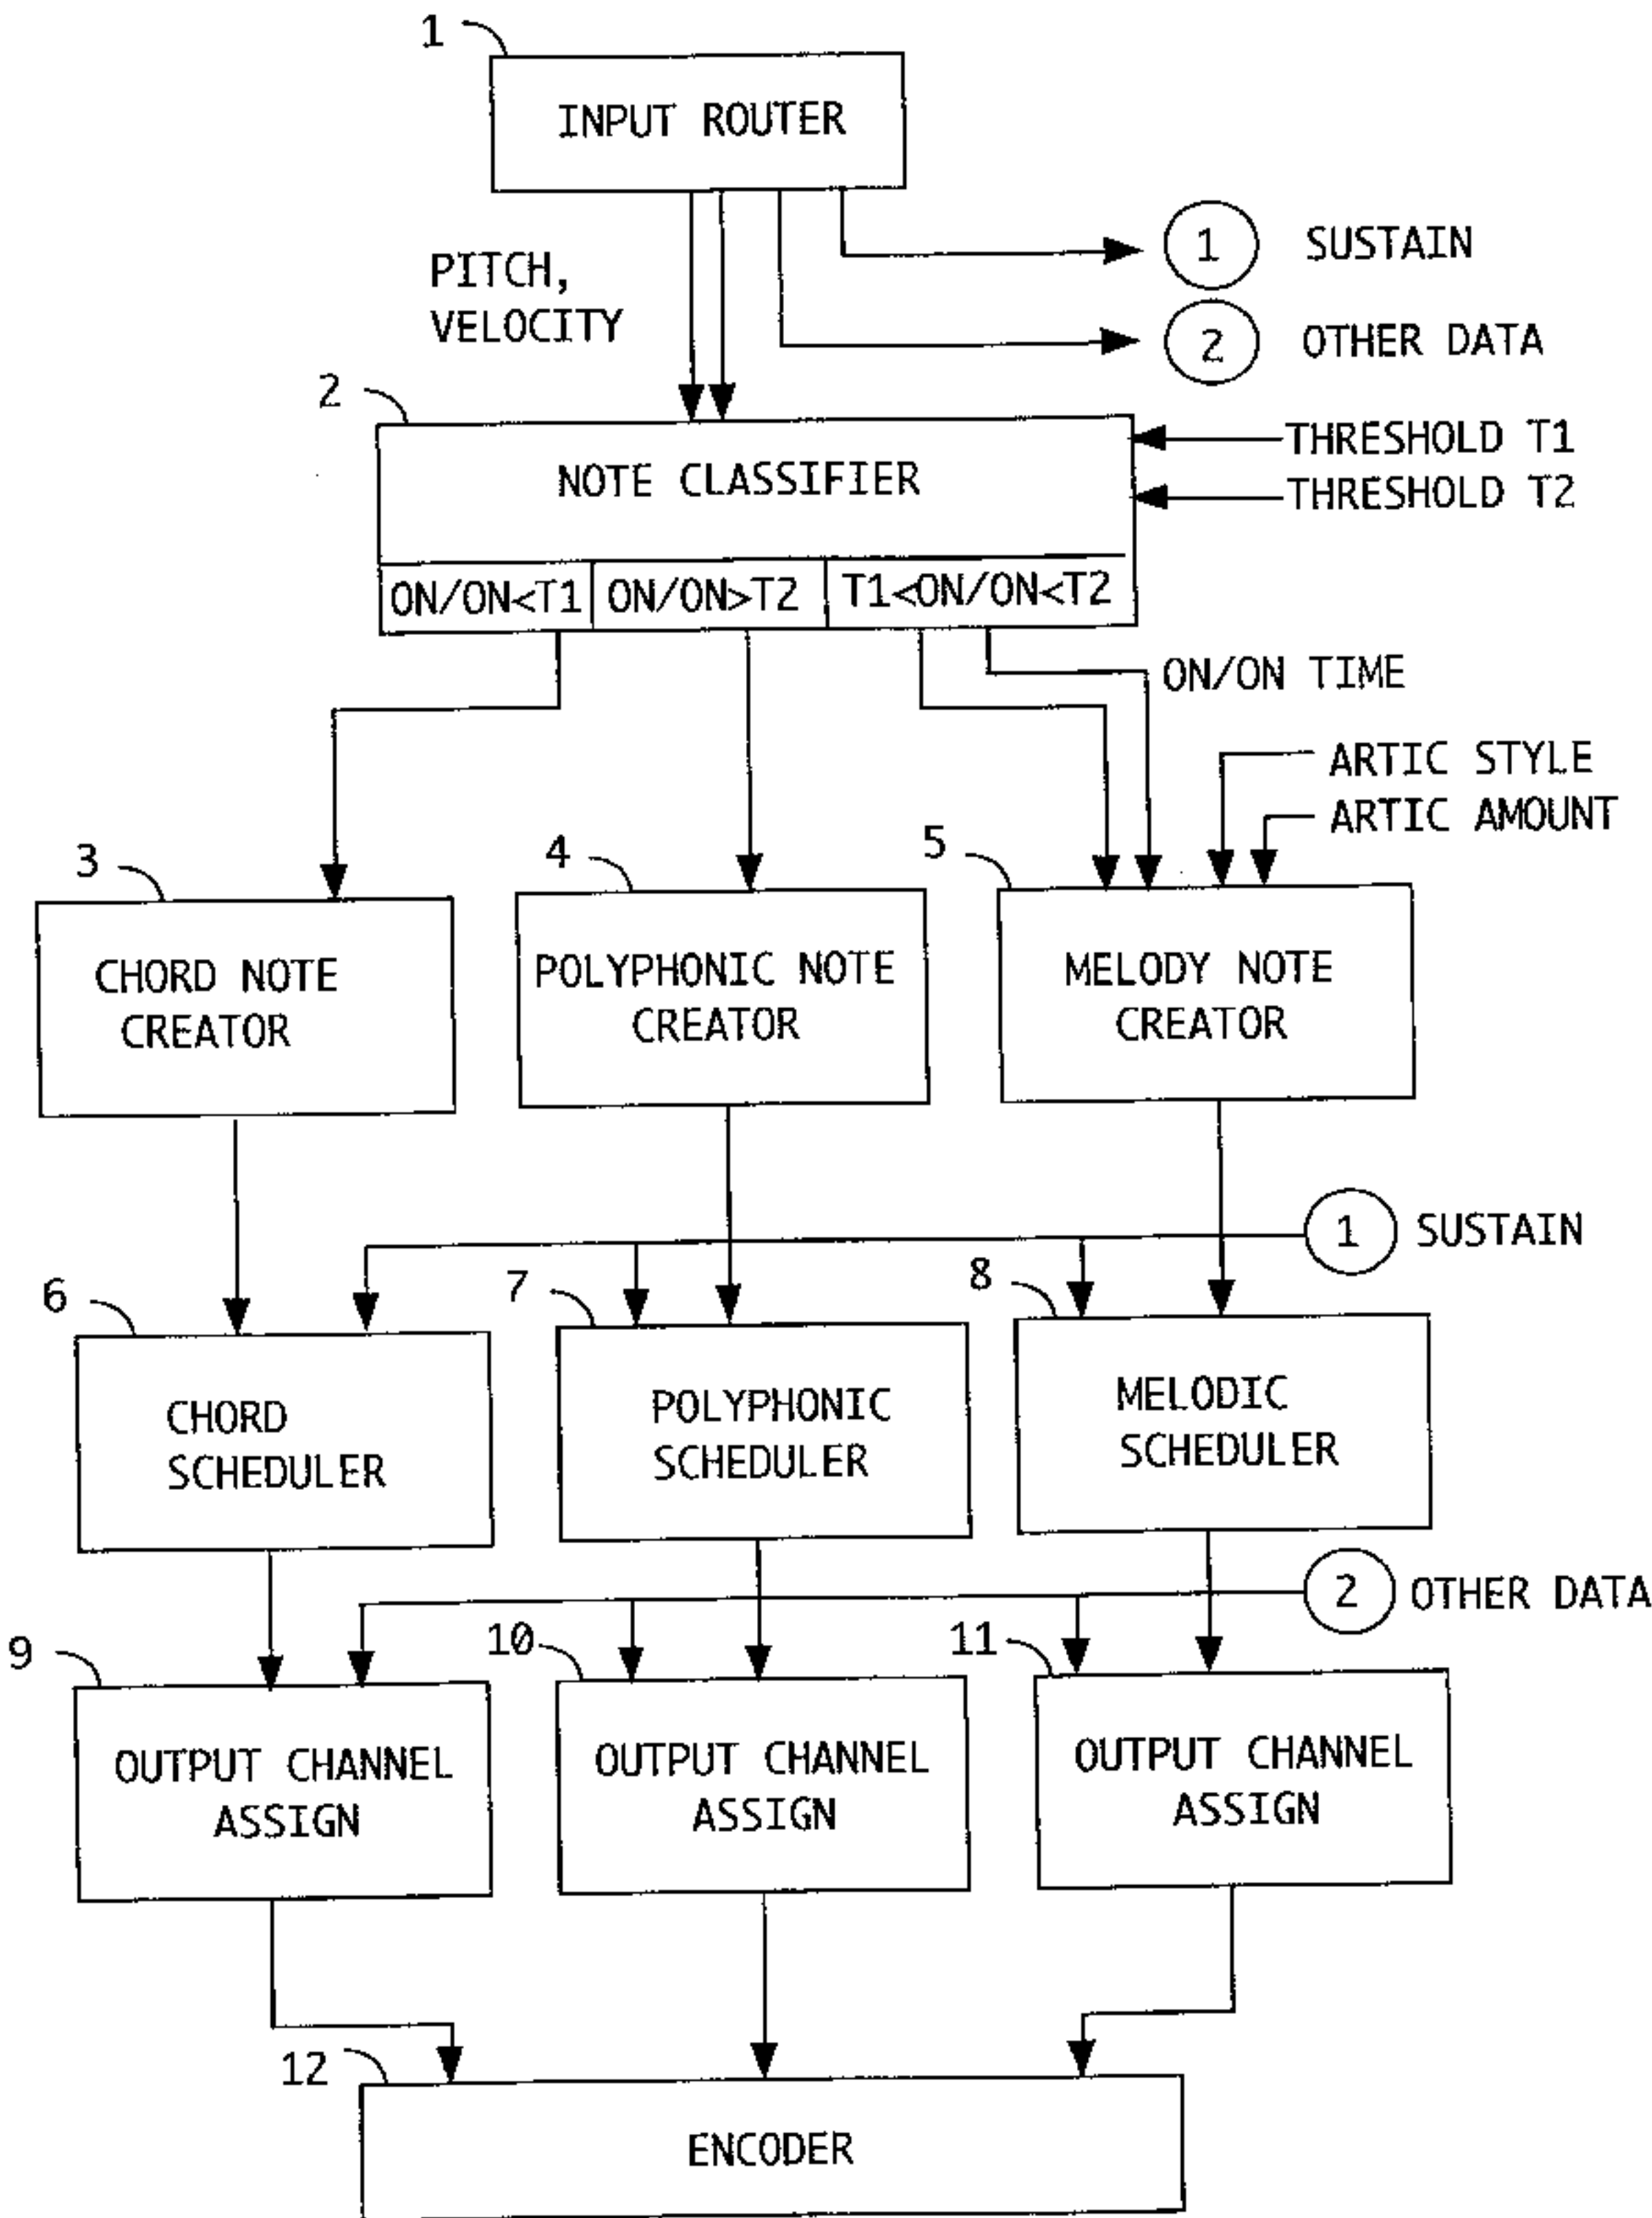 1
INPUT ROUTER
PITCH,
VELOCITY
1 SUSTAIN
2 OTHER DATA
2
NOTE CLASSIFIER
THRESHOLD T1
THRESHOLD T2
ON/ON<T1 ON/ON>T2 T1<ON/ON<T2
ON/ON TIME
ARTIC STYLE
ARTIC AMOUNT
3
CHORD NOTE
CREATOR
4
POLYPHONIC NOTE
CREATOR
5
MELODY NOTE
CREATOR
1 SUSTAIN
6
CHORD
SCHEDULER
7
POLYPHONIC
SCHEDULER
8
MELODIC
SCHEDULER
2 OTHER DATA
9
OUTPUT CHANNEL
ASSIGN
10
OUTPUT CHANNEL
ASSIGN
11
OUTPUT CHANNEL
ASSIGN
12
ENCODER